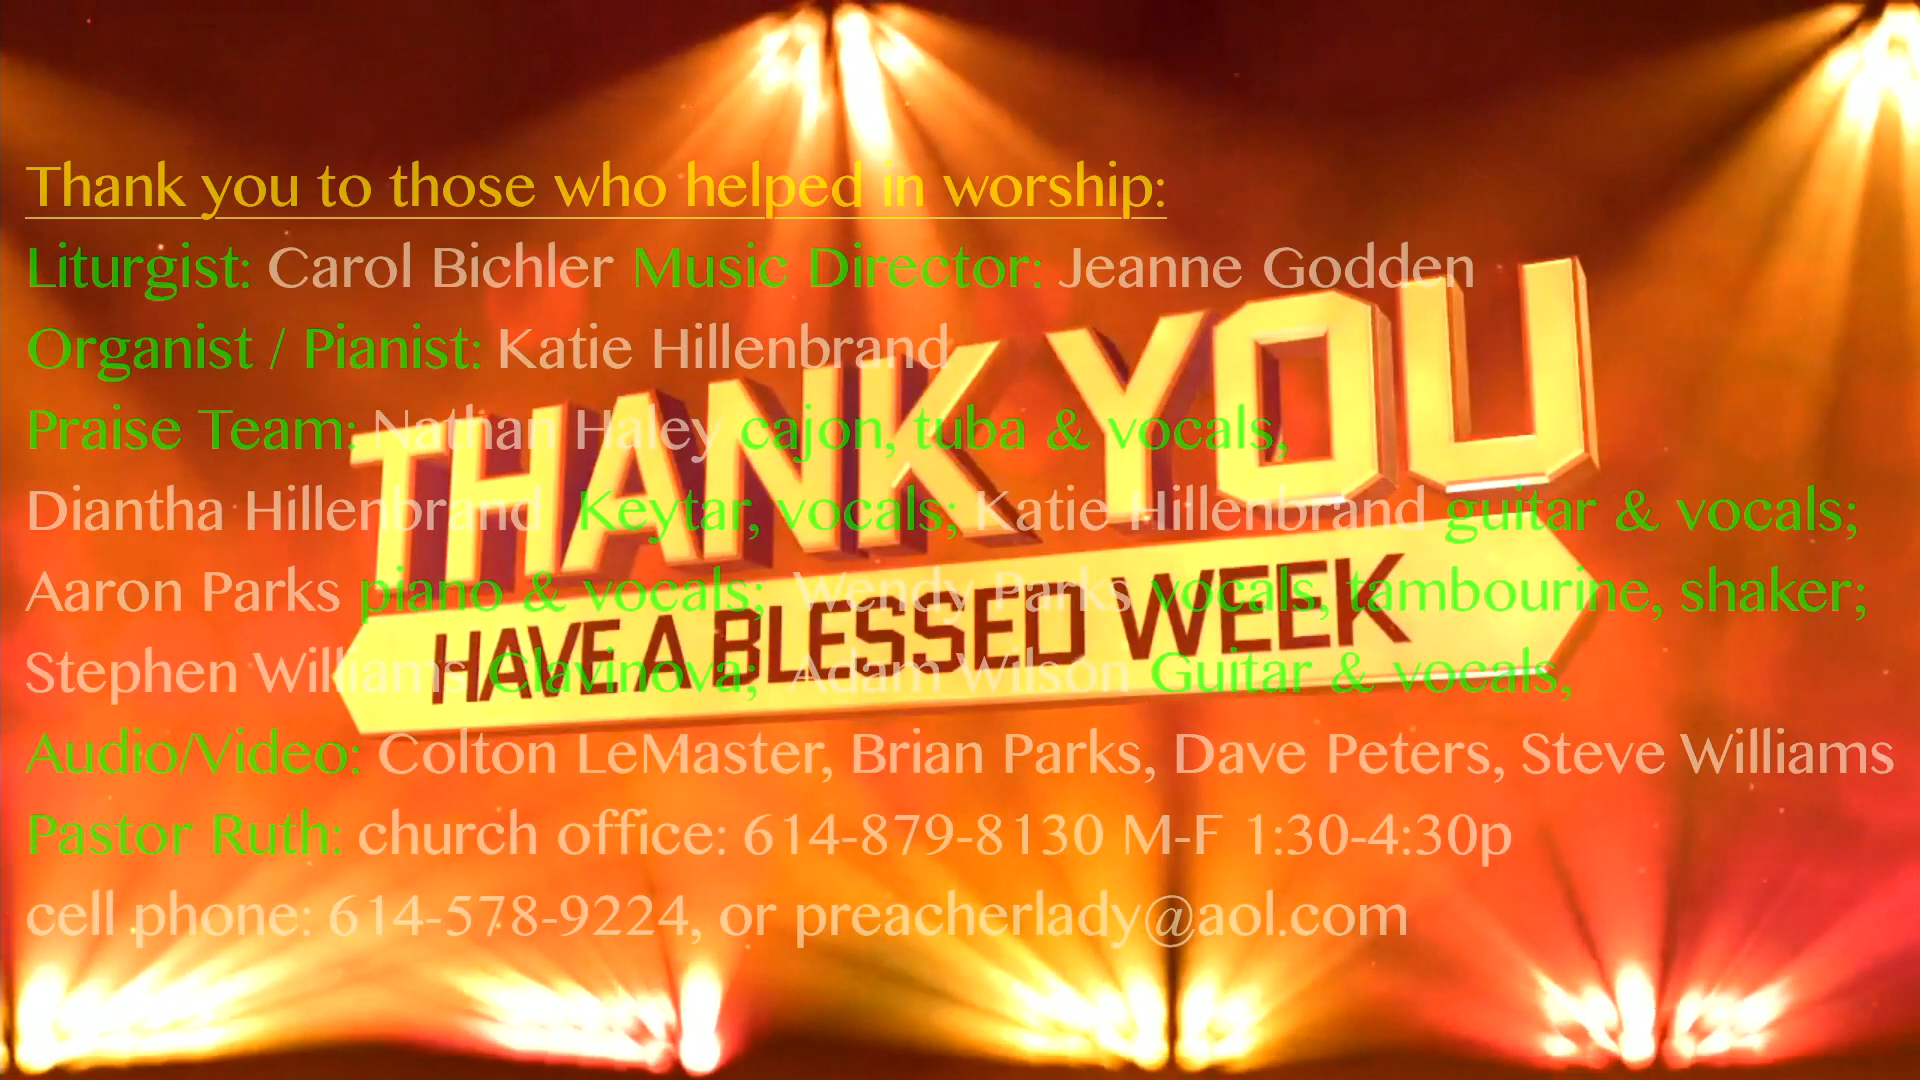 Thank you to those who helped in worship:
Liturgist: Carol Bichler Music Director: Jeanne Godden
Organist / Pianist: Katie Hillenbrand
Praise Team: Nathan Haley cajon, tuba & vocals,
Diantha Hillenbrand Keytar, vocals; Katie Hillenbrand guitar & vocals;
Aaron Parks piano & vocals; Wendy Parks vocals, tambourine, shaker;
Stephen Williams Clavinova; Adam Wilson Guitar & vocals,
Audio/Video: Colton LeMaster, Brian Parks, Dave Peters, Steve Williams
Pastor Ruth: church office: 614-879-8130 M-F 1:30-4:30p
cell phone: 614-578-9224, or preacherlady@aol.com
THANK YOU
HAVE A BLESSED WEEK